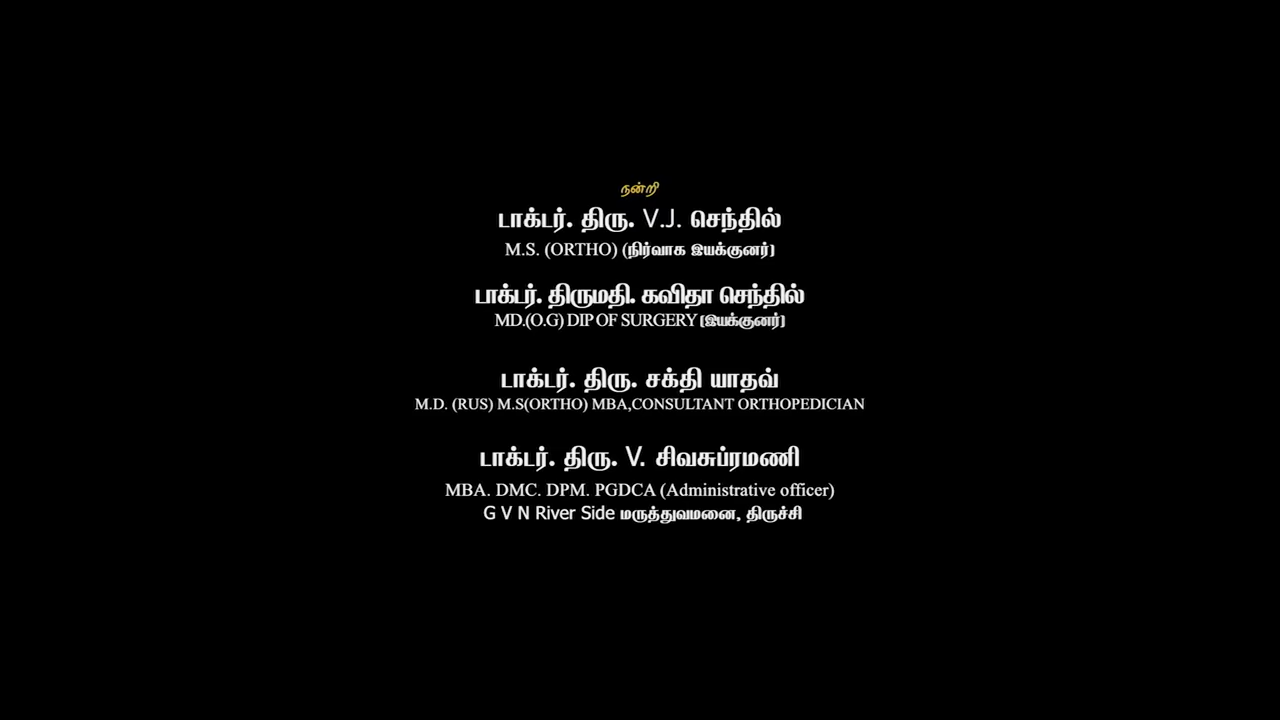 நன்றி
டாக்டர். திரு. V.J. செந்தில்
M.S. (ORTHO) (நிர்வாக இயக்குனர்)
டாக்டர். திருமதி. கவிதா செந்தில்
MD.(O.G) DIP OF SURGERY (இயக்குனர்)
டாக்டர். திரு. சக்தி யாதவ்
M.D. (RUS) M.S(ORTHO) MBA,CONSULTANT ORTHOPEDICIAN
டாக்டர். திரு. V. சிவசுப்ரமணி
MBA. DMC. DPM. PGDCA (Administrative officer)
G V N River Side மருத்துவமனை, திருச்சி